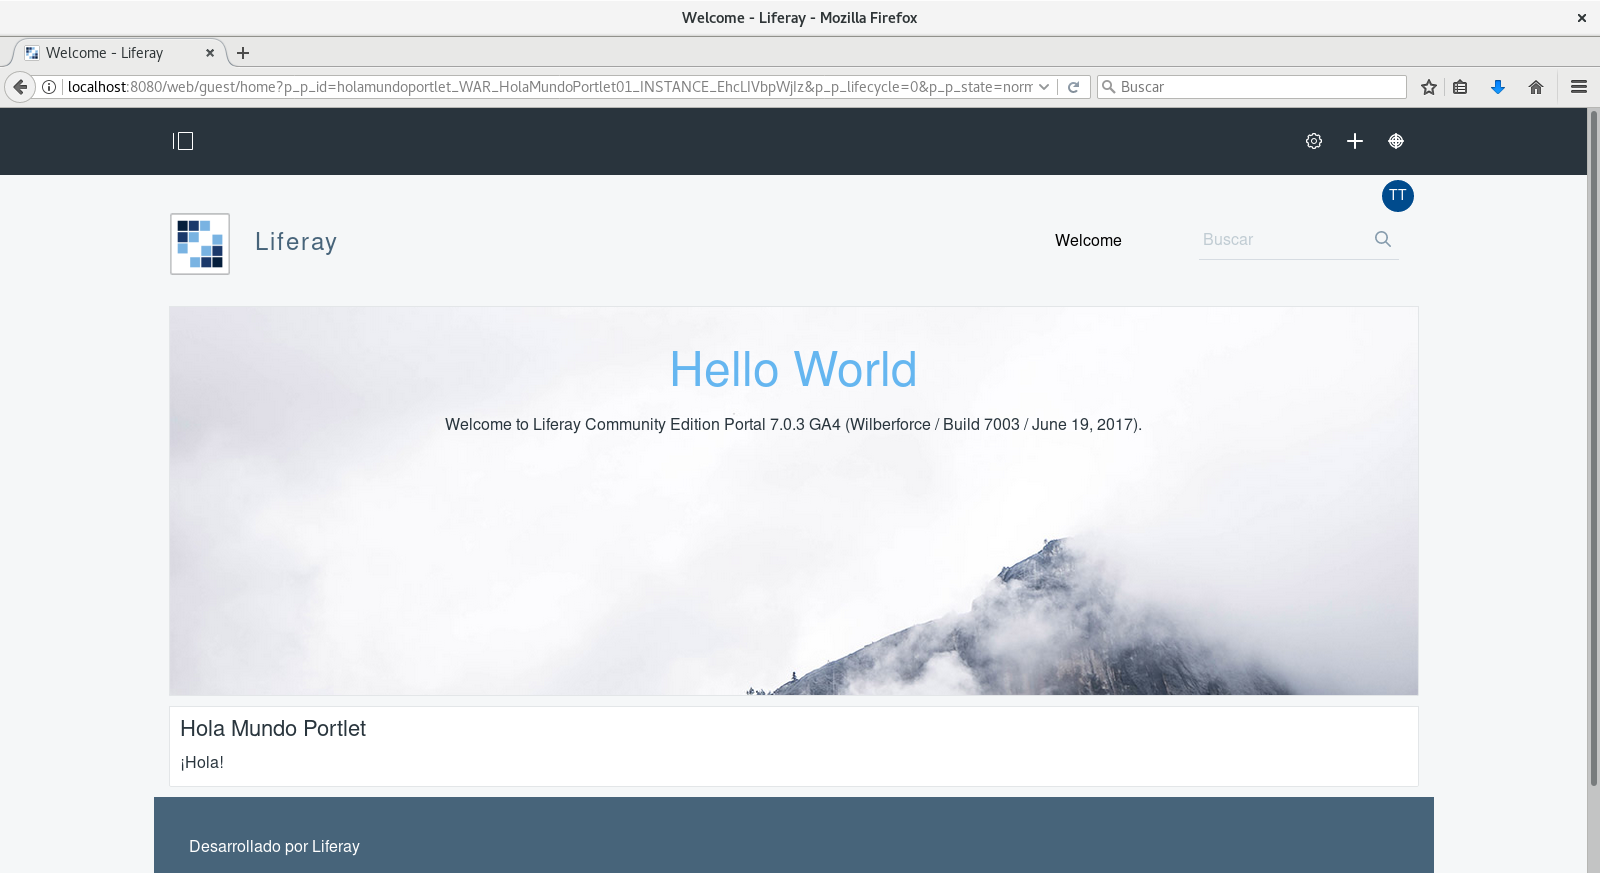 Welcome - Liferay - Mozilla Firefox
Welcome - Liferay
localhost:8080/web/guest/home?p_p_id=holamundoportlet_WAR_HolaMundoPortlet01_INSTANCE_EhcLIVbpWjIz&p_p_lifecycle=0&p_p_state=norm
Buscar
TT
Liferay
Welcome
Buscar
Hello World
Welcome to Liferay Community Edition Portal 7.0.3 GA4 (Wilberforce / Build 7003 / June 19, 2017).
Hola Mundo Portlet
¡Hola!
Desarrollado por Liferay